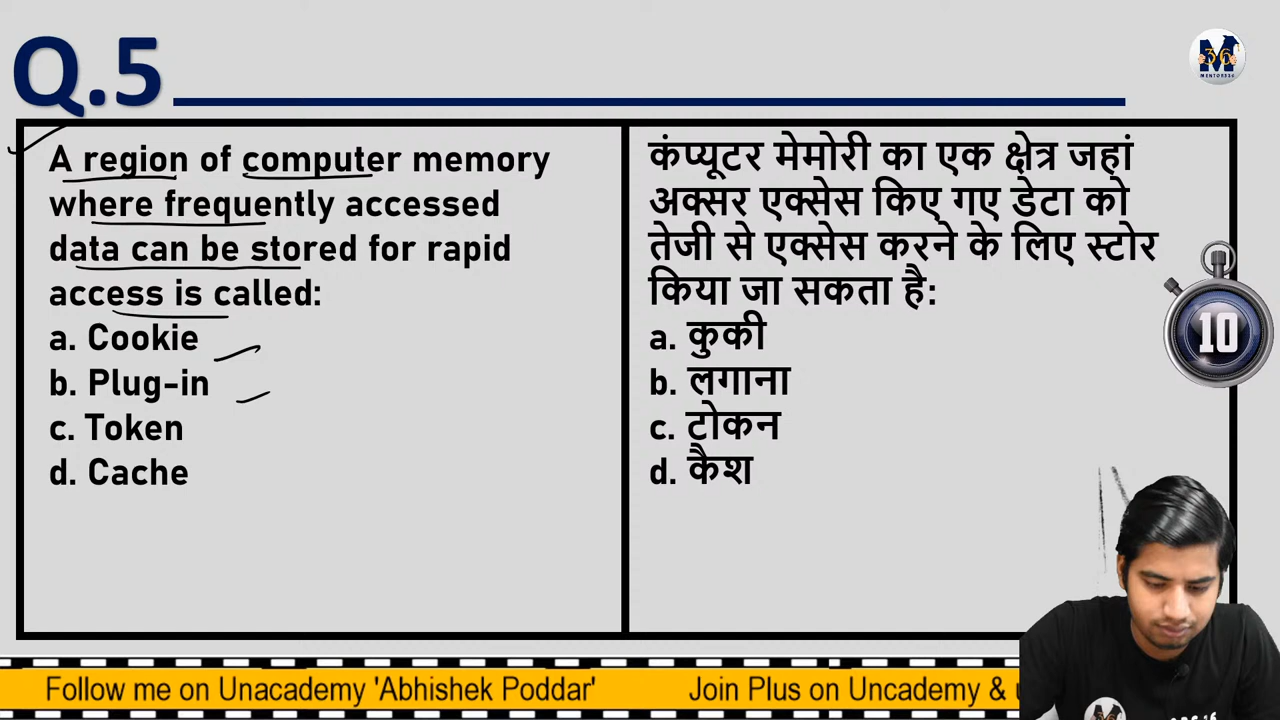 Q.5
36
MENTORS36
A region of computer memory
where frequently accessed
data can be stored for rapid
access is called:
a. Cookie
b. Plug-in
c. Token
d. Cache
कंप्यूटर मेमोरी का एक क्षेत्र जहां
अक्सर एक्सेस किए गए डेटा को
तेजी से एक्सेस करने के लिए स्टोर
किया जा सकता है:
a. कुकी
b. लगाना
c. टोकन
d. कैश
10
Follow me on Unacademy 'Abhishek Poddar'
Join Plus on Uncademy &